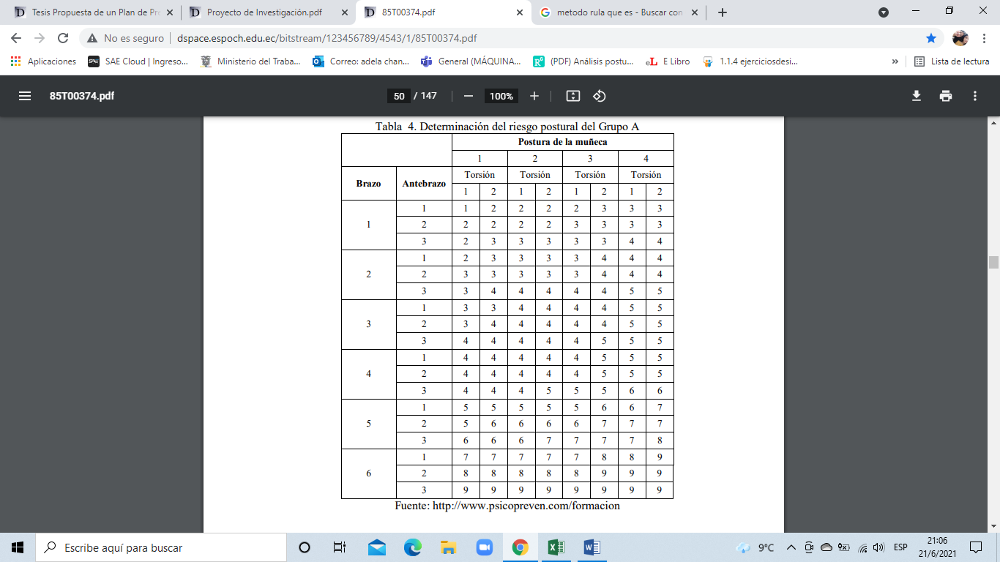 Tesis Propuesta de un Plan de Pre
Proyecto de Investigación.pdf
85T00374.pdf
metodo rula que es - Buscar con
No es seguro
dspace.espoch.edu.ec/bitstream/123456789/4543/1/85T00374.pdf
Aplicaciones
SAE Cloud | Ingreso...
Ministerio del Traba...
Correo: adela chan...
General (MÁQUINA...
(PDF) Análisis postu...
E Libro
1.1.4 ejerciciosdesi...
»
Lista de lectura
85T00374.pdf
50 / 147
100%
Tabla 4. Determinación del riesgo postural del Grupo A
Postura de la muñeca
1 2 3 4
Brazo Antebrazo Torsión Torsión Torsión Torsión
1 2 1 2 1 2 1 2
1 1 1 2 2 2 2 3 3 3
2 2 2 2 2 3 3 3 3
3 2 3 3 3 3 3 4 4
2 1 2 3 3 3 3 4 4 4
2 3 3 3 3 3 4 4 4
3 3 4 4 4 4 4 5 5
3 1 3 3 4 4 4 4 5 5
2 3 4 4 4 4 4 5 5
3 4 4 4 4 4 5 5 5
4 1 4 4 4 4 4 5 5 5
2 4 4 4 4 4 5 5 5
3 4 4 4 5 5 5 6 6
5 1 5 5 5 5 5 6 6 7
2 5 6 6 6 6 7 7 7
3 6 6 6 7 7 7 7 8
6 1 7 7 7 7 7 8 8 9
2 8 8 8 8 8 9 9 9
3 9 9 9 9 9 9 9 9
Fuente: http://www.psicopreven.com/formacion
Escribe aquí para buscar
9°C
ESP
21:06
21/6/2021